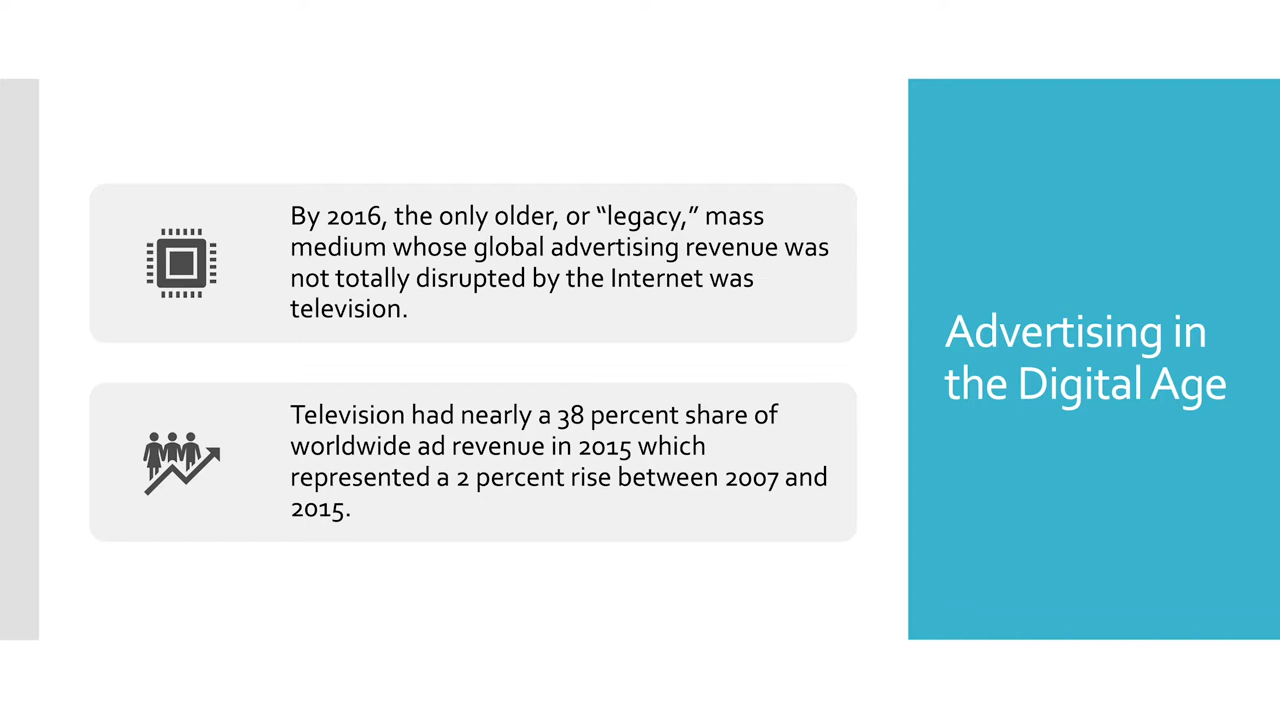 By 2016, the only older, or “legacy,” mass
medium whose global advertising revenue was
not totally disrupted by the Internet was
television.
Television had nearly a 38 percent share of
worldwide ad revenue in 2015 which
represented a 2 percent rise between 2007 and
2015.
Advertising in
the Digital Age